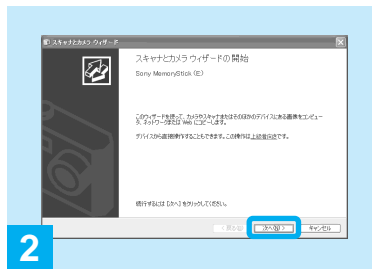 スキャナとカメラ ウィザード
スキャナとカメラ ウィザードの開始
Sony MemoryStick (E)
このウィザードを使って、カメラやスキャナまたはそのほかのデバイスにある画像をコンピュー
タ、ネットワークまたは Web にコピーします。
デバイスから直接操作することもできます。この操作は上級者向きです。
続行するには [次へ] をクリックしてください。
< 戻る(B)
次へ(N) >
キャンセル
2